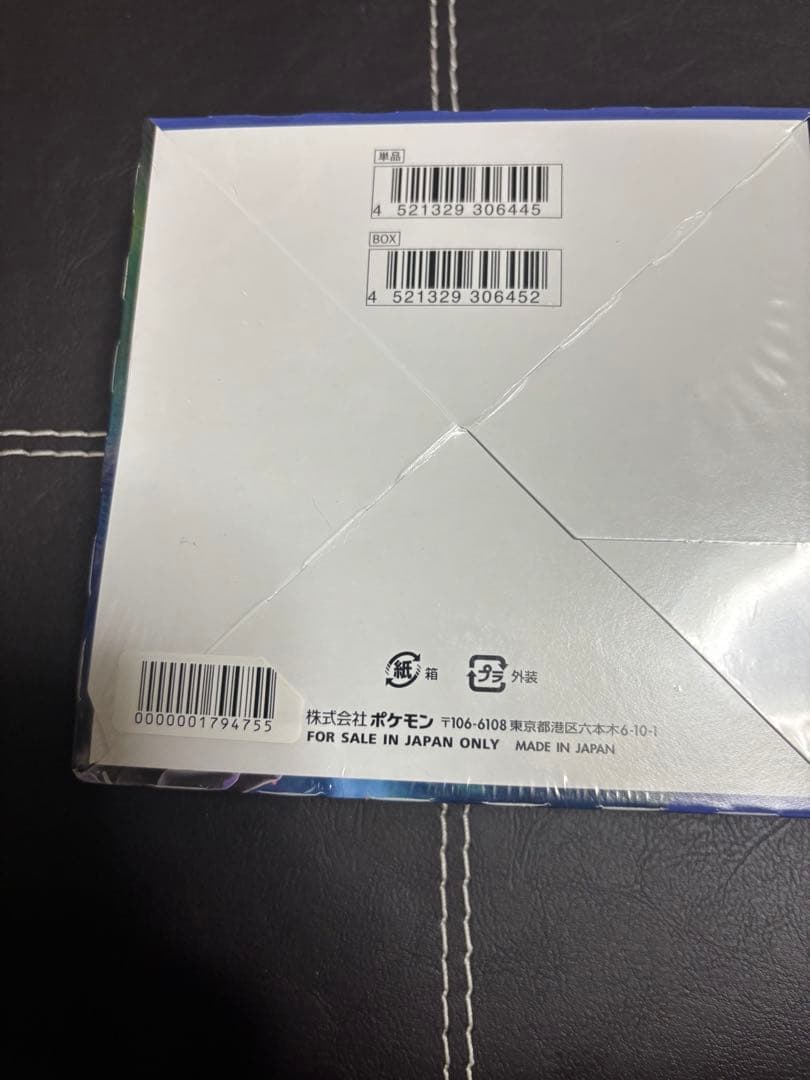 単品
4 521329 306445
BOX
4 521329 306452
紙 箱 プラ 外装
0000001794755
株式会社ポケモン 〒106-6108 東京都港区六本木6-10-1
FOR SALE IN JAPAN ONLY MADE IN JAPAN